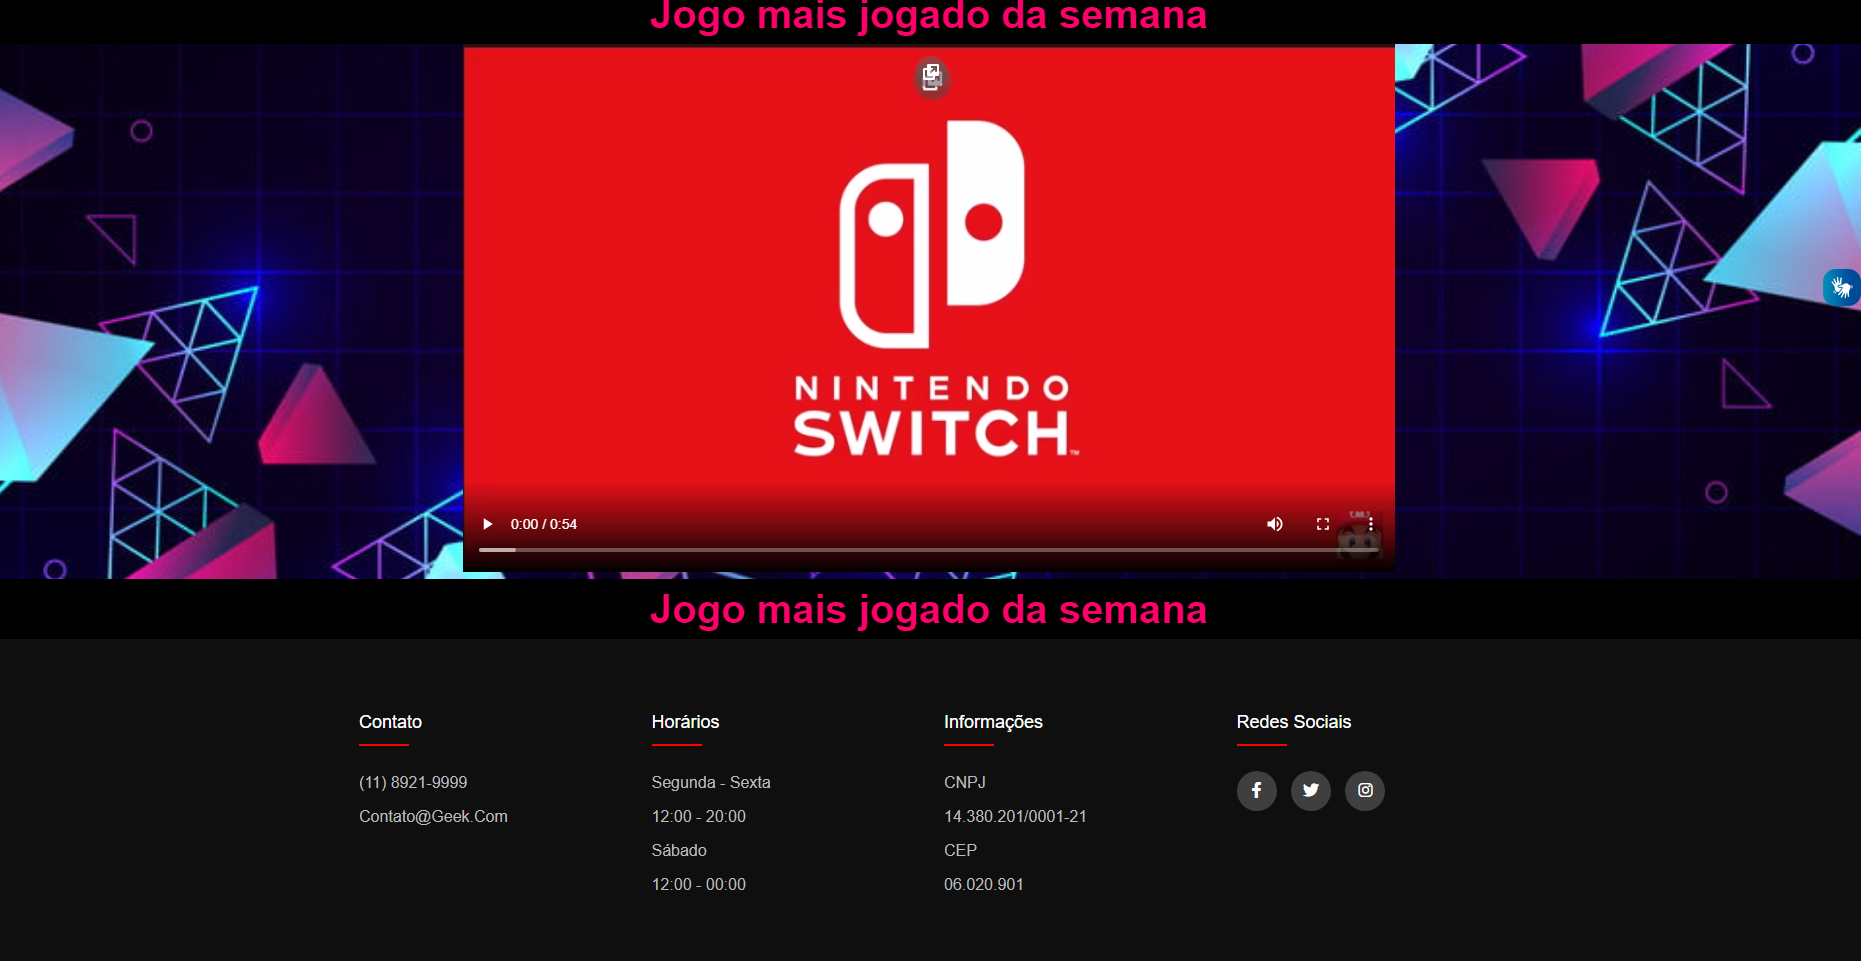 Jogo mais jogado da semana
NINTENDO
SWITCH™
0:00 / 0:54
Jogo mais jogado da semana
Contato
(11) 8921-9999
Contato@Geek.Com
Horários
Segunda - Sexta
12:00 - 20:00
Sábado
12:00 - 00:00
Informações
CNPJ
14.380.201/0001-21
CEP
06.020.901
Redes Sociais